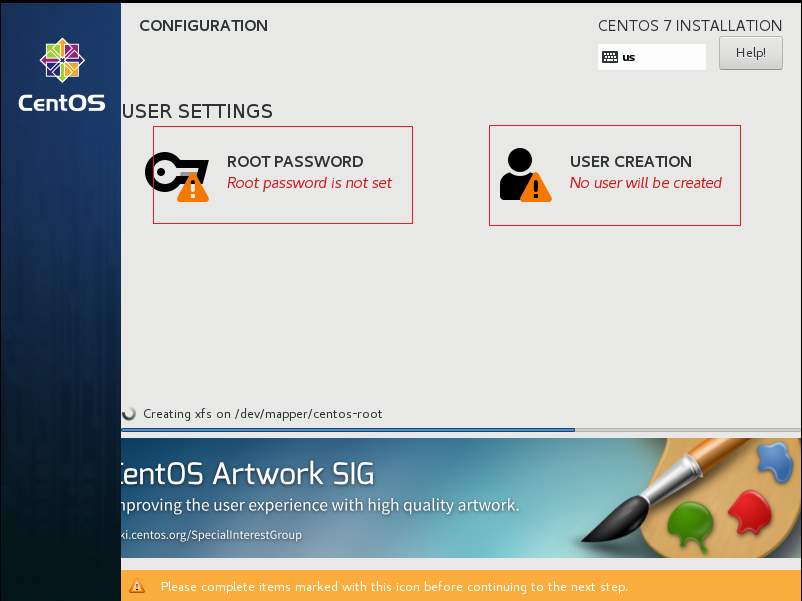 CentOS
CONFIGURATION
CENTOS 7 INSTALLATION
us
Help!
USER SETTINGS
ROOT PASSWORD
Root password is not set
USER CREATION
No user will be created
Creating xfs on /dev/mapper/centos-root
CentOS Artwork SIG
mproving the user experience with high quality artwork.
ki.centos.org/SpecialInterestGroup
Please complete items marked with this icon before continuing to the next step.